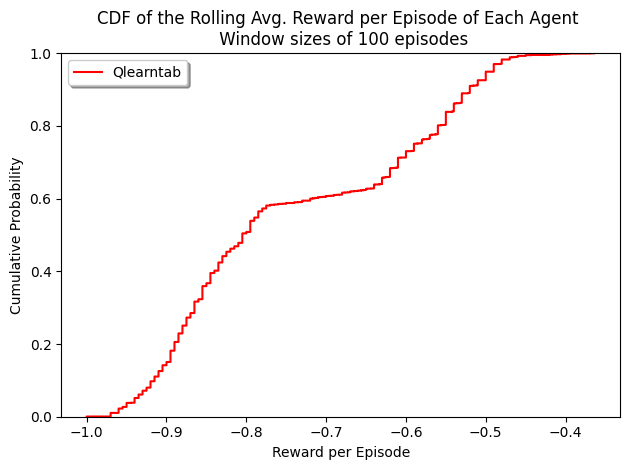 CDF of the Rolling Avg. Reward per Episode of Each Agent
Window sizes of 100 episodes
Qlearntab
Cumulative Probability
1.0
0.8
0.6
0.4
0.2
0.0
−1.0 −0.9 −0.8 −0.7 −0.6 −0.5 −0.4
Reward per Episode